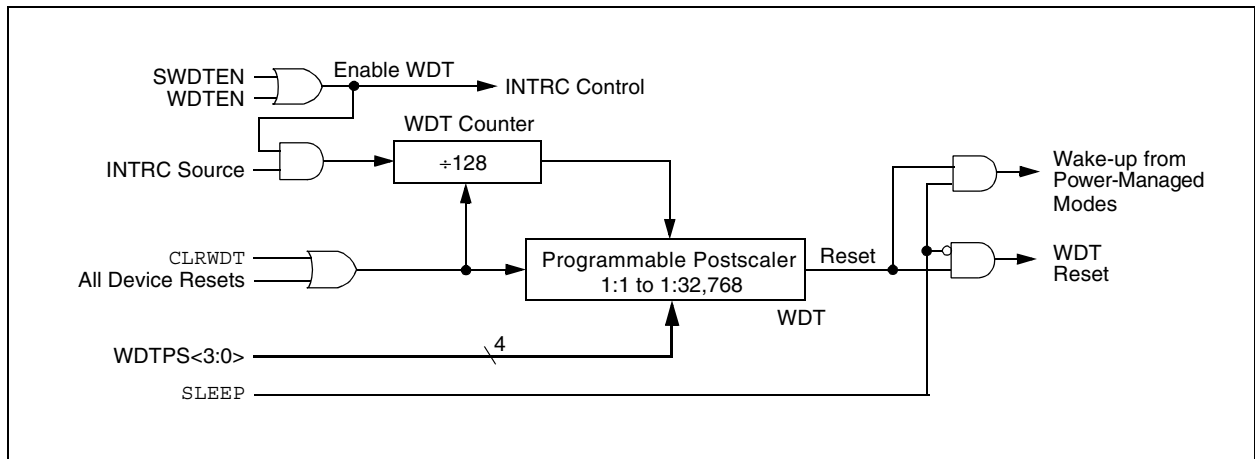 SWDTEN
WDTEN
Enable WDT
INTRC Control
WDT Counter
÷128
INTRC Source
Wake-up from
Power-Managed
Modes
CLRWDT
All Device Resets
Programmable Postscaler
1:1 to 1:32,768
Reset
WDT
Reset
WDT
WDTPS<3:0>
4
SLEEP